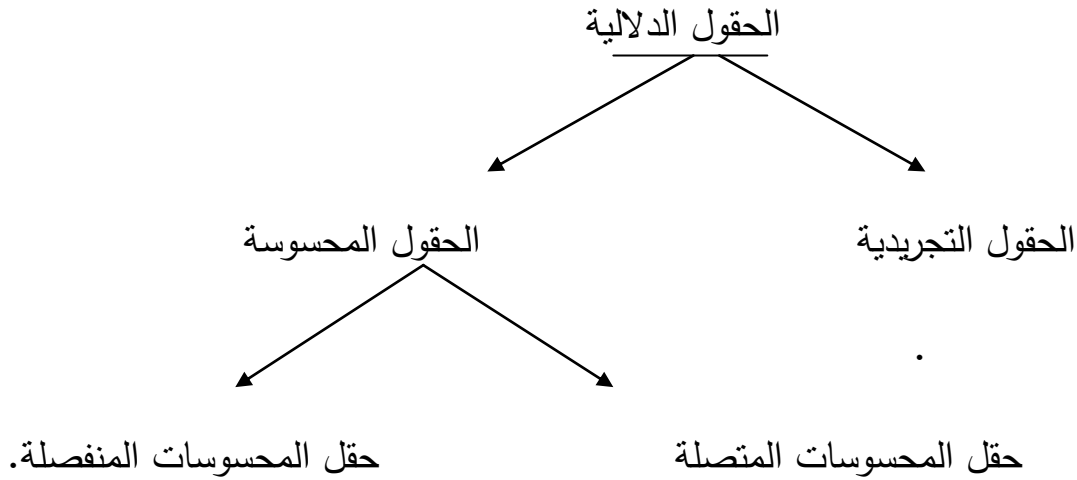 الحقول الدلالية
الحقول التجريدية الحقول المحسوسة
.
حقل المحسوسات المتصلة حقل المحسوسات المنفصلة.